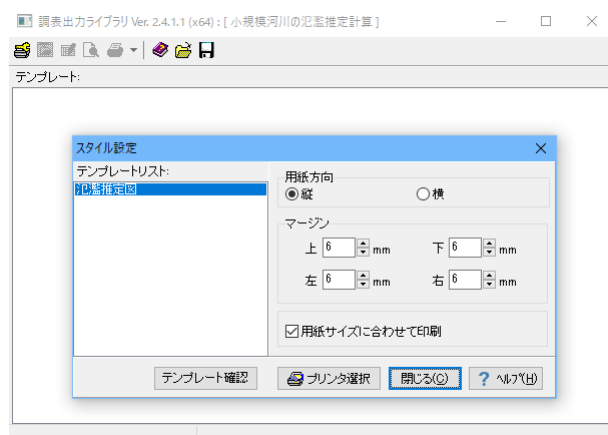 調表出力ライブラリ Ver. 2.4.1.1 (x64) : [ 小規模河川の氾濫推定計算 ]
テンプレート:
スタイル設定
テンプレートリスト:
氾濫推定図
用紙方向
縦 横
マージン
上 6 mm 下 6 mm
左 6 mm 右 6 mm
用紙サイズに合わせて印刷
テンプレート確認 プリンタ選択 閉じる(C) ? ヘルプ(H)